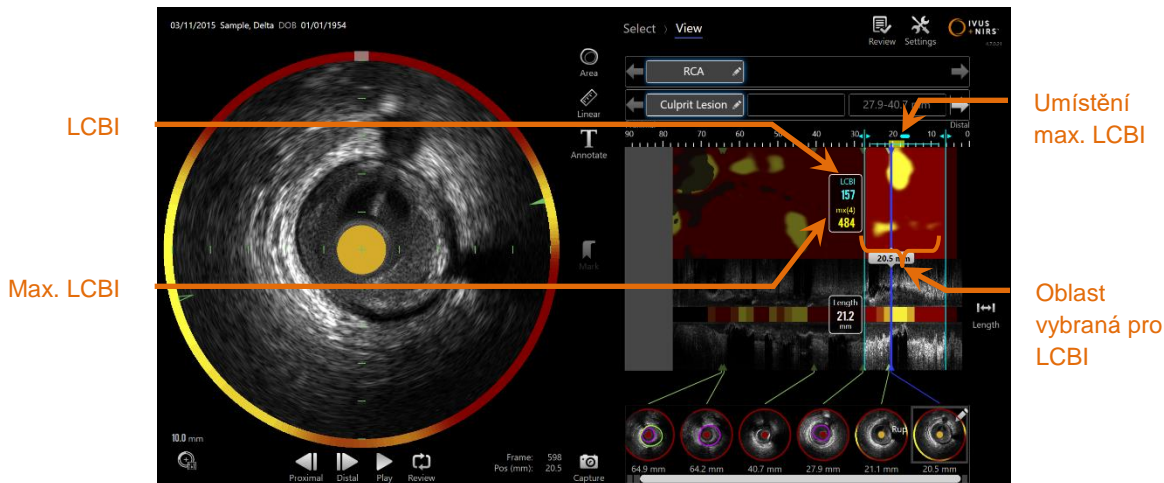 03/11/2015 Sample, Delta DOB 01/01/1954
Select > View
Review
Settings
IVUS
+NIRS
Area
RCA
Linear
Culprit Lesion
27.9-40.7 mm
Umístění
max. LCBI
LCBI
Annotate
Distal
90 80 70 60 50 40 30 20 10 0
LCBI
157
mx(4)
484
Mark
20.5 mm
Max. LCBI
Length
21.2
mm
Length
Oblast
vybraná pro
LCBI
Rup
10.0 mm
Proximal
Distal
Play
Review
Frame: 598
Pos (mm): 20.5
Capture
64.9 mm
64.2 mm
40.7 mm
27.9 mm
21.1 mm
20.5 mm